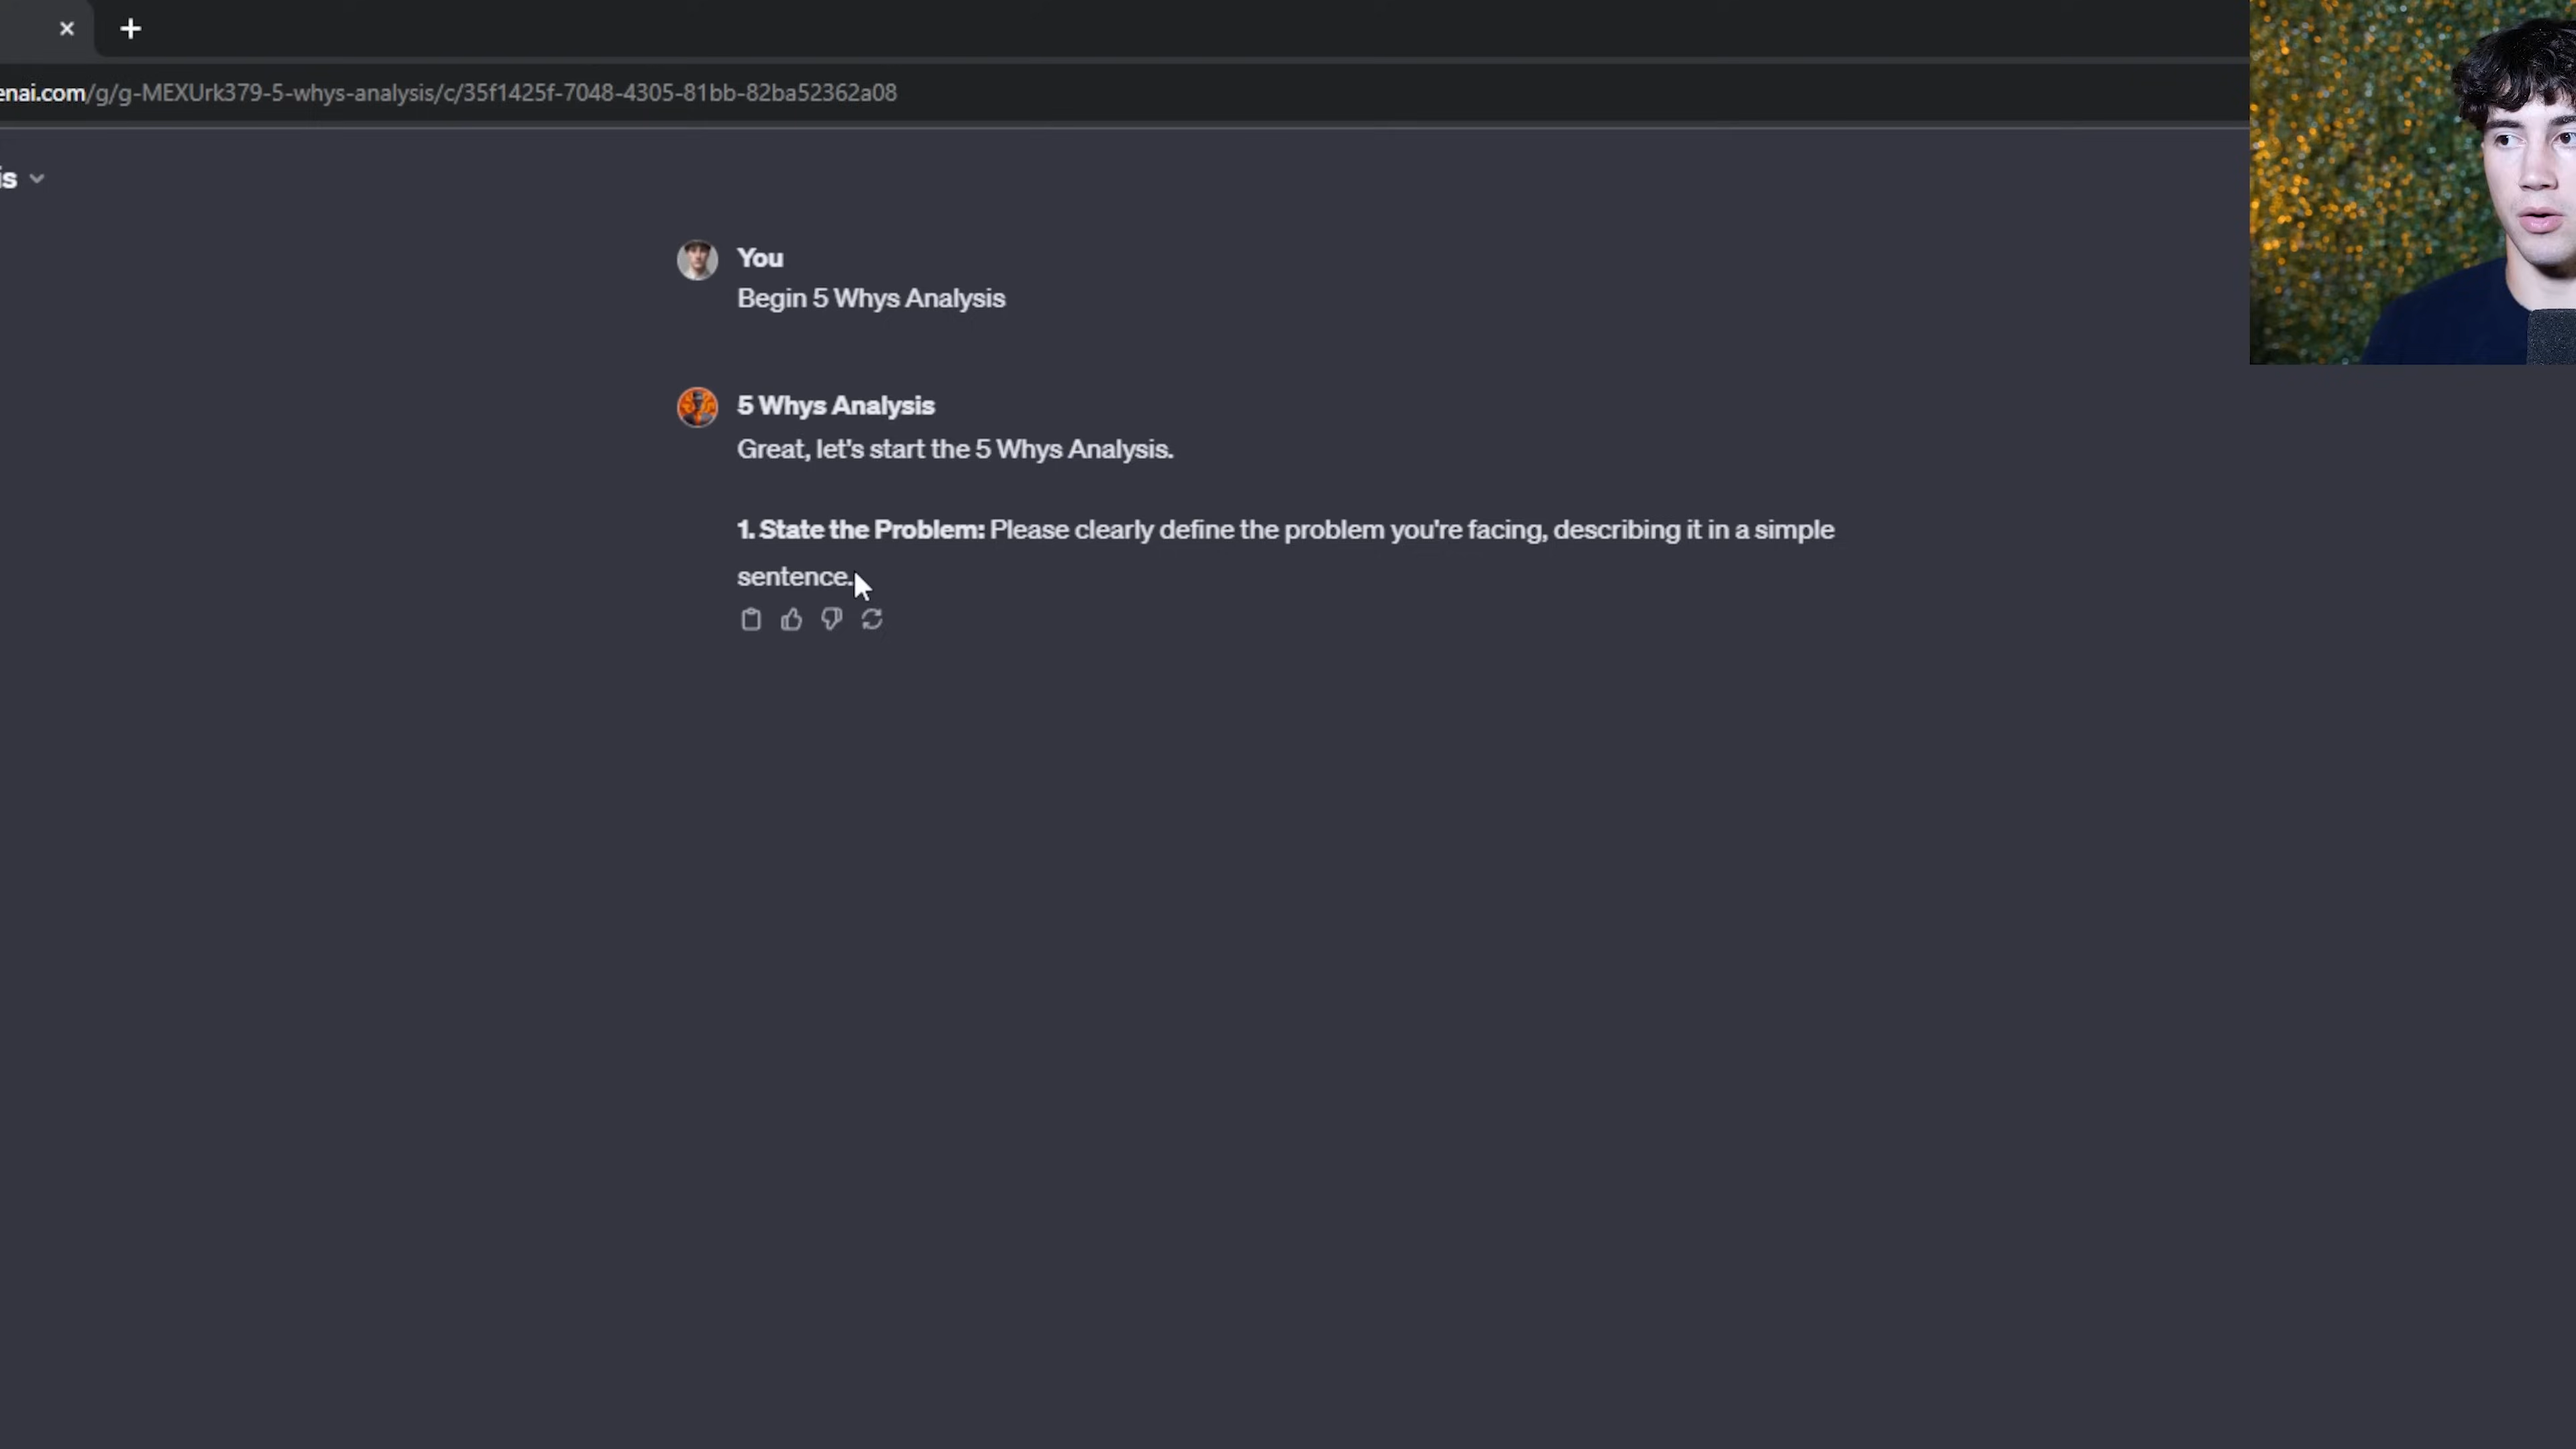 enai.com/g/g-MEXUrk379-5-whys-analysis/c/35f1425f-7048-4305-81bb-82ba52362a08
is
You
Begin 5 Whys Analysis
5 Whys Analysis
Great, let's start the 5 Whys Analysis.
1. State the Problem: Please clearly define the problem you're facing, describing it in a simple
sentence.